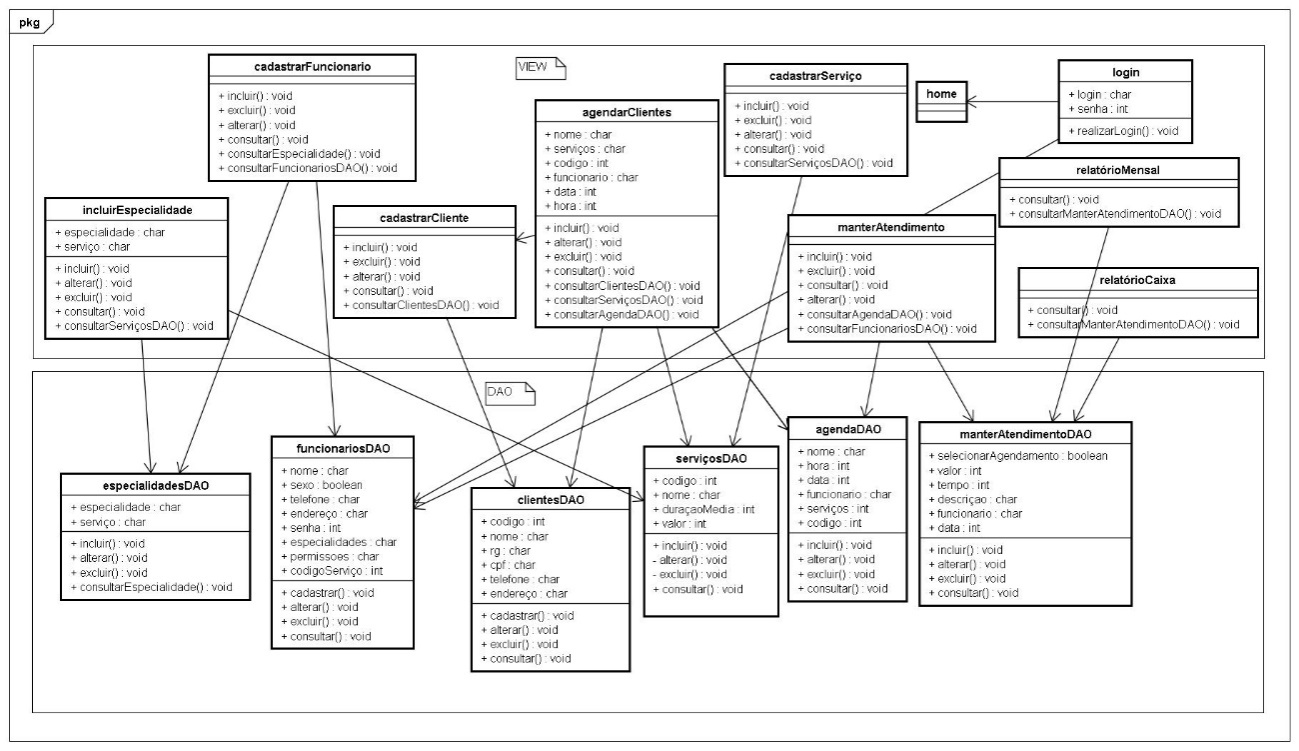 pkg
VIEW
cadastrarFuncionario
+ incluir() : void
+ excluir() : void
+ alterar() : void
+ consultar() : void
+ consultarEspecialidade() : void
+ consultarFuncionariosDAO() : void
agendarClientes
+ nome : char
+ serviços : char
+ codigo : int
+ funcionario : char
+ data : int
+ hora : int
+ incluir() : void
+ alterar() : void
+ excluir() : void
+ consultar() : void
+ consultarClientesDAO() : void
+ consultarServiçosDAO() : void
+ consultarAgendaDAO() : void
cadastrarServiço
+ incluir() : void
+ excluir() : void
+ alterar() : void
+ consultar() : void
+ consultarServiçosDAO() : void
home
login
+ login : char
+ senha : int
+ realizarLogin() : void
relatórioMensal
+ consultar() : void
+ consultarManterAtendimentoDAO() : void
incluirEspecialidade
+ especialidade : char
+ serviço : char
+ incluir() : void
+ alterar() : void
+ excluir() : void
+ consultar() : void
+ consultarServiçosDAO() : void
cadastrarCliente
+ incluir() : void
+ excluir() : void
+ alterar() : void
+ consultar() : void
+ consultarClientesDAO() : void
manterAtendimento
+ incluir() : void
+ excluir() : void
+ consultar() : void
+ alterar() : void
+ consultarAgendaDAO() : void
+ consultarFuncionariosDAO() : void
relatórioCaixa
+ consultar() : void
+ consultarManterAtendimentoDAO() : void
DAO
especialidadesDAO
+ especialidade : char
+ serviço : char
+ incluir() : void
+ alterar() : void
+ excluir() : void
+ consultarEspecialidade() : void
funcionariosDAO
+ nome : char
+ sexo : boolean
+ telefone : char
+ endereço : char
+ senha : int
+ especialidades : char
+ permissoes : char
+ codigoServiço : int
+ cadastrar() : void
+ alterar() : void
+ excluir() : void
+ consultar() : void
clientesDAO
+ codigo : int
+ nome : char
+ rg : char
+ cpf : char
+ telefone : char
+ endereço : char
+ cadastrar() : void
+ alterar() : void
+ excluir() : void
+ consultar() : void
serviçosDAO
+ codigo : int
+ nome : char
+ duraçaoMedia : int
+ valor : int
+ incluir() : void
- alterar() : void
- excluir() : void
+ consultar() : void
agendaDAO
+ nome : char
+ hora : int
+ data : int
+ funcionario : char
+ serviços : int
+ codigo : int
+ incluir() : void
+ alterar() : void
+ excluir() : void
+ consultar() : void
manterAtendimentoDAO
+ selecionarAgendamento : boolean
+ valor : int
+ tempo : int
+ descriçao : char
+ funcionario : char
+ data : int
+ incluir() : void
+ alterar() : void
+ excluir() : void
+ consultar() : void